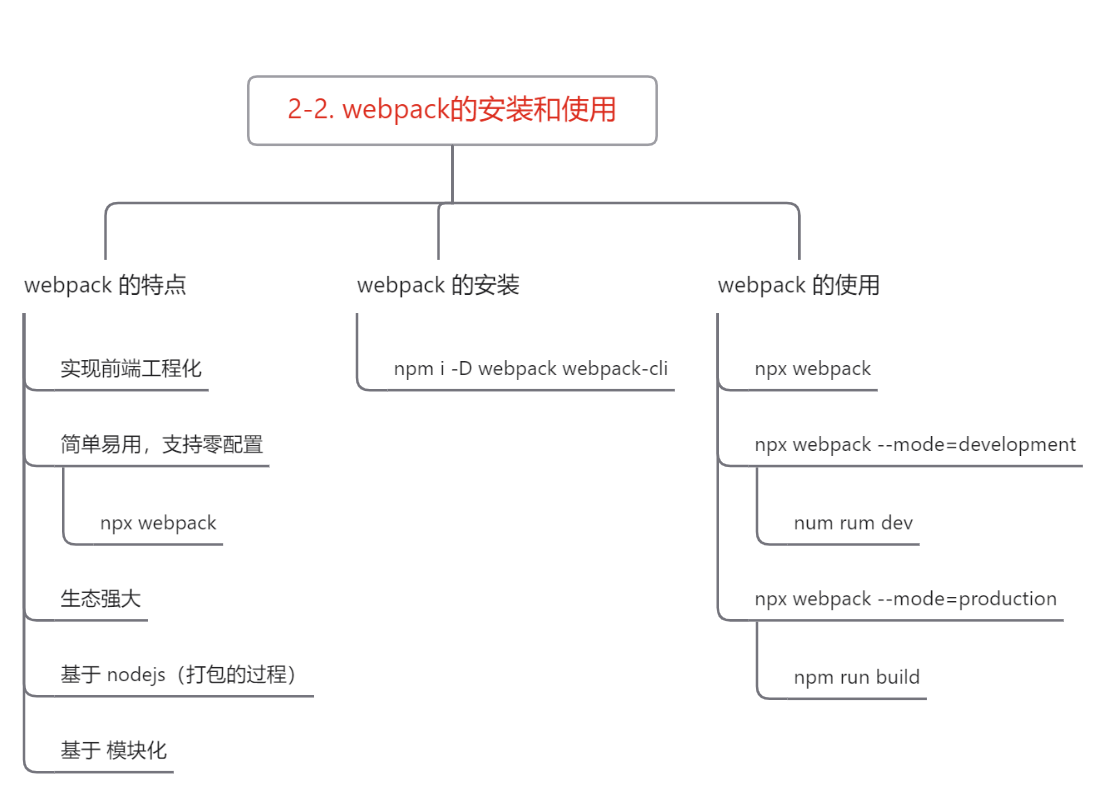 2-2. webpack的安装和使用
webpack 的特点
实现前端工程化
简单易用，支持零配置
npx webpack
生态强大
基于 nodejs（打包的过程）
基于 模块化
webpack 的安装
npm i -D webpack webpack-cli
webpack 的使用
npx webpack
npx webpack --mode=development
num rum dev
npx webpack --mode=production
npm run build